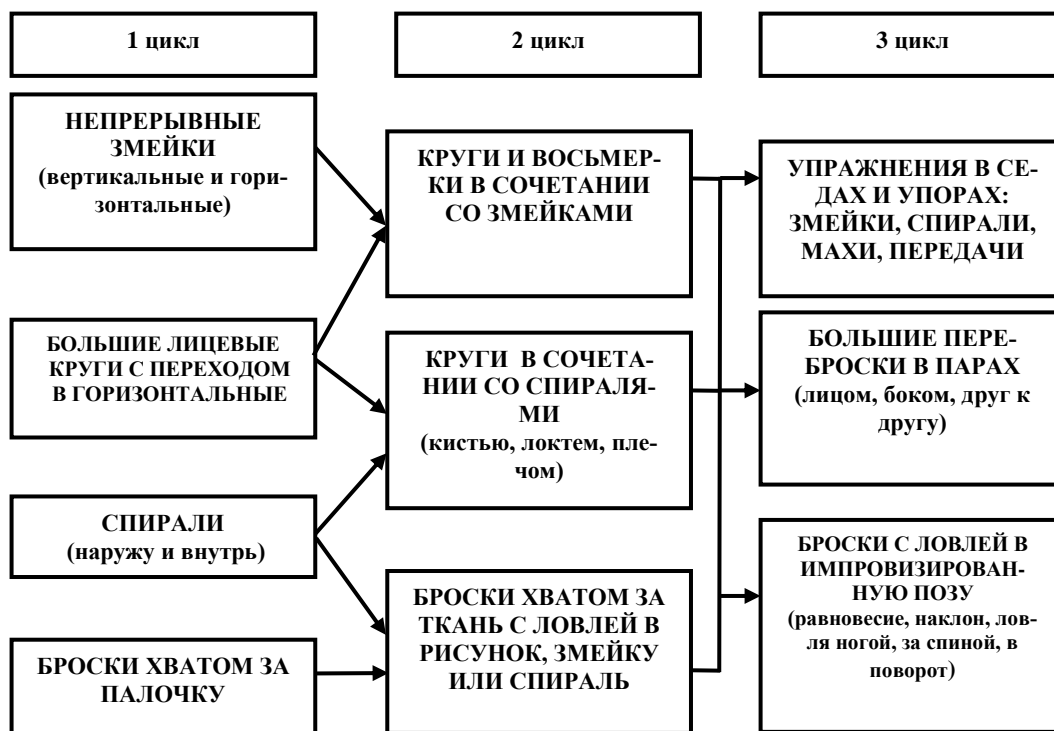 1 цикл
2 цикл
3 цикл
НЕПРЕРЫВНЫЕ
ЗМЕЙКИ
(вертикальные и гори-
зонтальные)
БОЛЬШИЕ ЛИЦЕВЫЕ
КРУГИ С ПЕРЕХОДОМ
В ГОРИЗОНТАЛЬНЫЕ
СПИРАЛИ
(наружу и внутрь)
БРОСКИ ХВАТОМ ЗА
ПАЛОЧКУ
КРУГИ И ВОСЬМЕР-
КИ В СОЧЕТАНИИ
СО ЗМЕЙКАМИ
КРУГИ В СОЧЕТА-
НИИ СО СПИРАЛЯ-
МИ
(кистью, локтем, пле-
чом)
БРОСКИ ХВАТОМ ЗА
ТКАНЬ С ЛОВЛЕЙ В
РИСУНОК, ЗМЕЙКУ
ИЛИ СПИРАЛЬ
УПРАЖНЕНИЯ В СЕ-
ДАХ И УПОРАХ:
ЗМЕЙКИ, СПИРАЛИ,
МАХИ, ПЕРЕДАЧИ
БОЛЬШИЕ ПЕРЕ-
БРОСКИ В ПАРАХ
(лицом, боком, друг к
другу)
БРОСКИ С ЛОВЛЕЙ В
ИМПРОВИЗИРОВАН-
НУЮ ПОЗУ
(равновесие, наклон, лов-
ля ногой, за спиной, в
поворот)